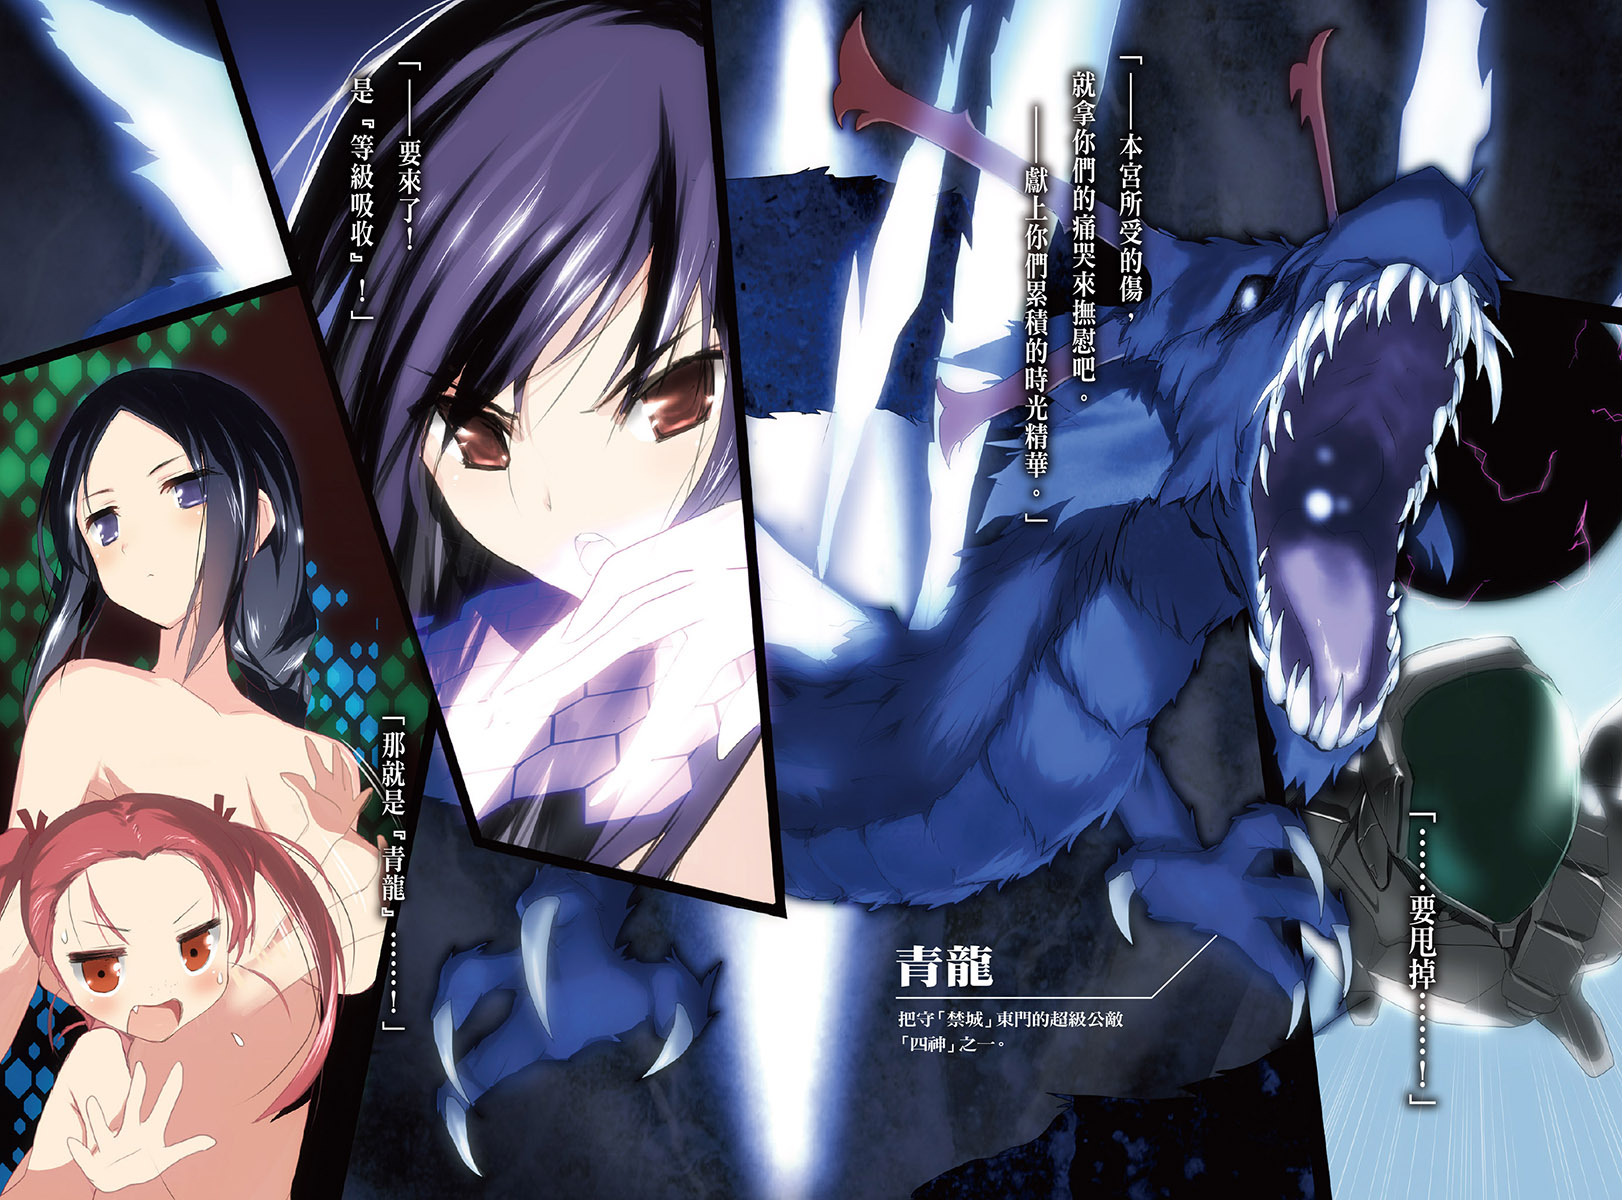 「……要甩掉……！」
「——本宮所受的傷，
就拿你們的痛哭來撫慰吧。
——獻上你們累積的時光精華。」
青龍
把守「禁城」東門的超級公敵
「四神」之一。
「——要來了！
是『等級吸收』！」
「那就是『青龍』……！」